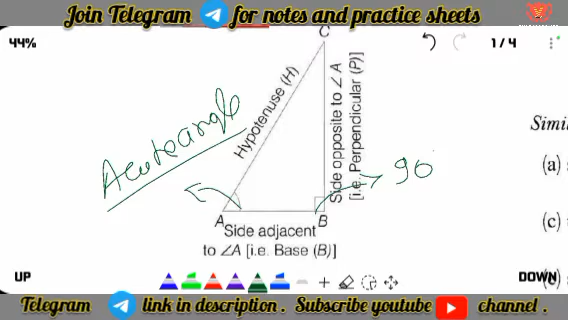 Join Telegram for notes and practice sheets
44%
1/4
C
Hypotenuse (H)
Side opposite to ∠A
[i.e. Perpendicular (P)]
Acute angle
90
A
B
Side adjacent
to ∠A [i.e. Base (B)]
Simil
(a)
(c)
(e)
UP
DOWN
Telegram link in description . Subscribe youtube channel .